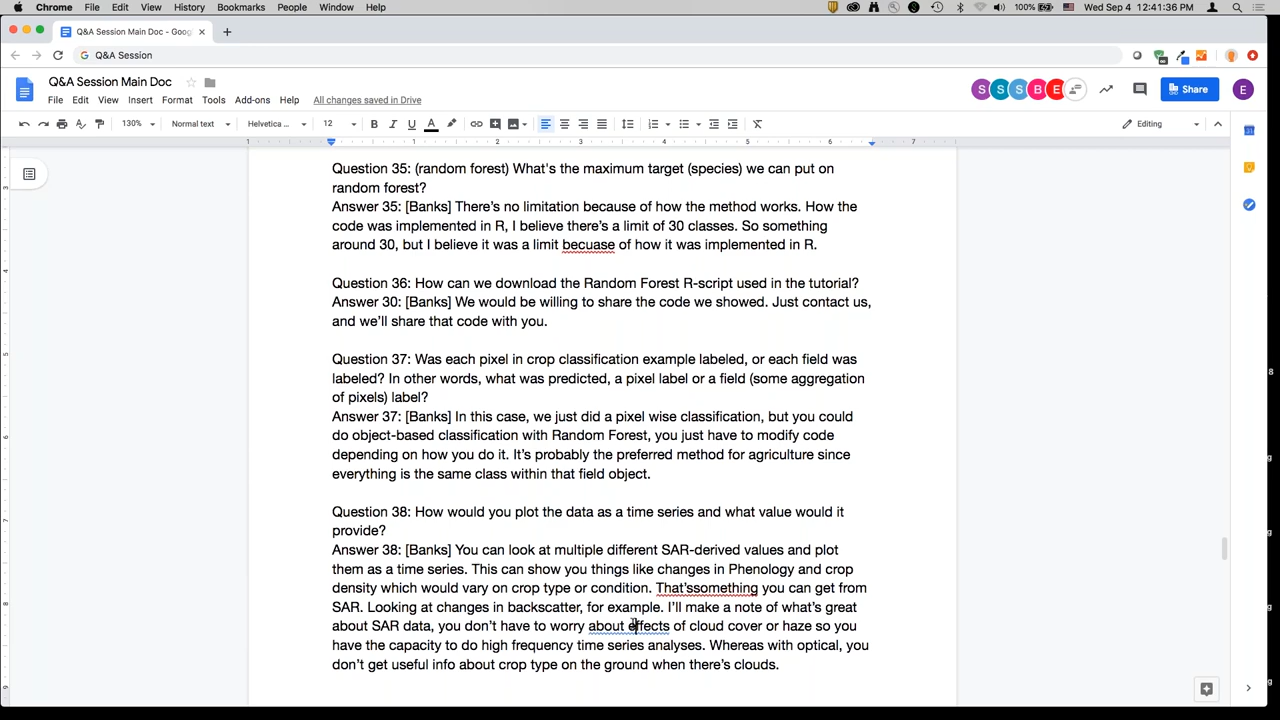 Chrome File Edit View History Bookmarks People Window Help 100% Wed Sep 4 12:41:36 PM
Q&A Session Main Doc - Goog
Q&A Session
Q&A Session Main Doc
S S S B E Share E
File Edit View Insert Format Tools Add-ons Help All changes saved in Drive
130% Normal text Helvetica ... 12 B I U A Editing
1 1 2 3 4 5 6 7
Question 35: (random forest) What's the maximum target (species) we can put on
random forest?
Answer 35: [Banks] There's no limitation because of how the method works. How the
code was implemented in R, I believe there's a limit of 30 classes. So something
around 30, but I believe it was a limit becuase of how it was implemented in R.
Question 36: How can we download the Random Forest R-script used in the tutorial?
Answer 30: [Banks] We would be willing to share the code we showed. Just contact us,
and we'll share that code with you.
Question 37: Was each pixel in crop classification example labeled, or each field was
labeled? In other words, what was predicted, a pixel label or a field (some aggregation
of pixels) label?
Answer 37: [Banks] In this case, we just did a pixel wise classification, but you could
do object-based classification with Random Forest, you just have to modify code
depending on how you do it. It's probably the preferred method for agriculture since
everything is the same class within that field object.
Question 38: How would you plot the data as a time series and what value would it
provide?
Answer 38: [Banks] You can look at multiple different SAR-derived values and plot
them as a time series. This can show you things like changes in Phenology and crop
density which would vary on crop type or condition. That'ssomething you can get from
SAR. Looking at changes in backscatter, for example. I'll make a note of what's great
about SAR data, you don't have to worry about effects of cloud cover or haze so you
have the capacity to do high frequency time series analyses. Whereas with optical, you
don't get useful info about crop type on the ground when there's clouds.